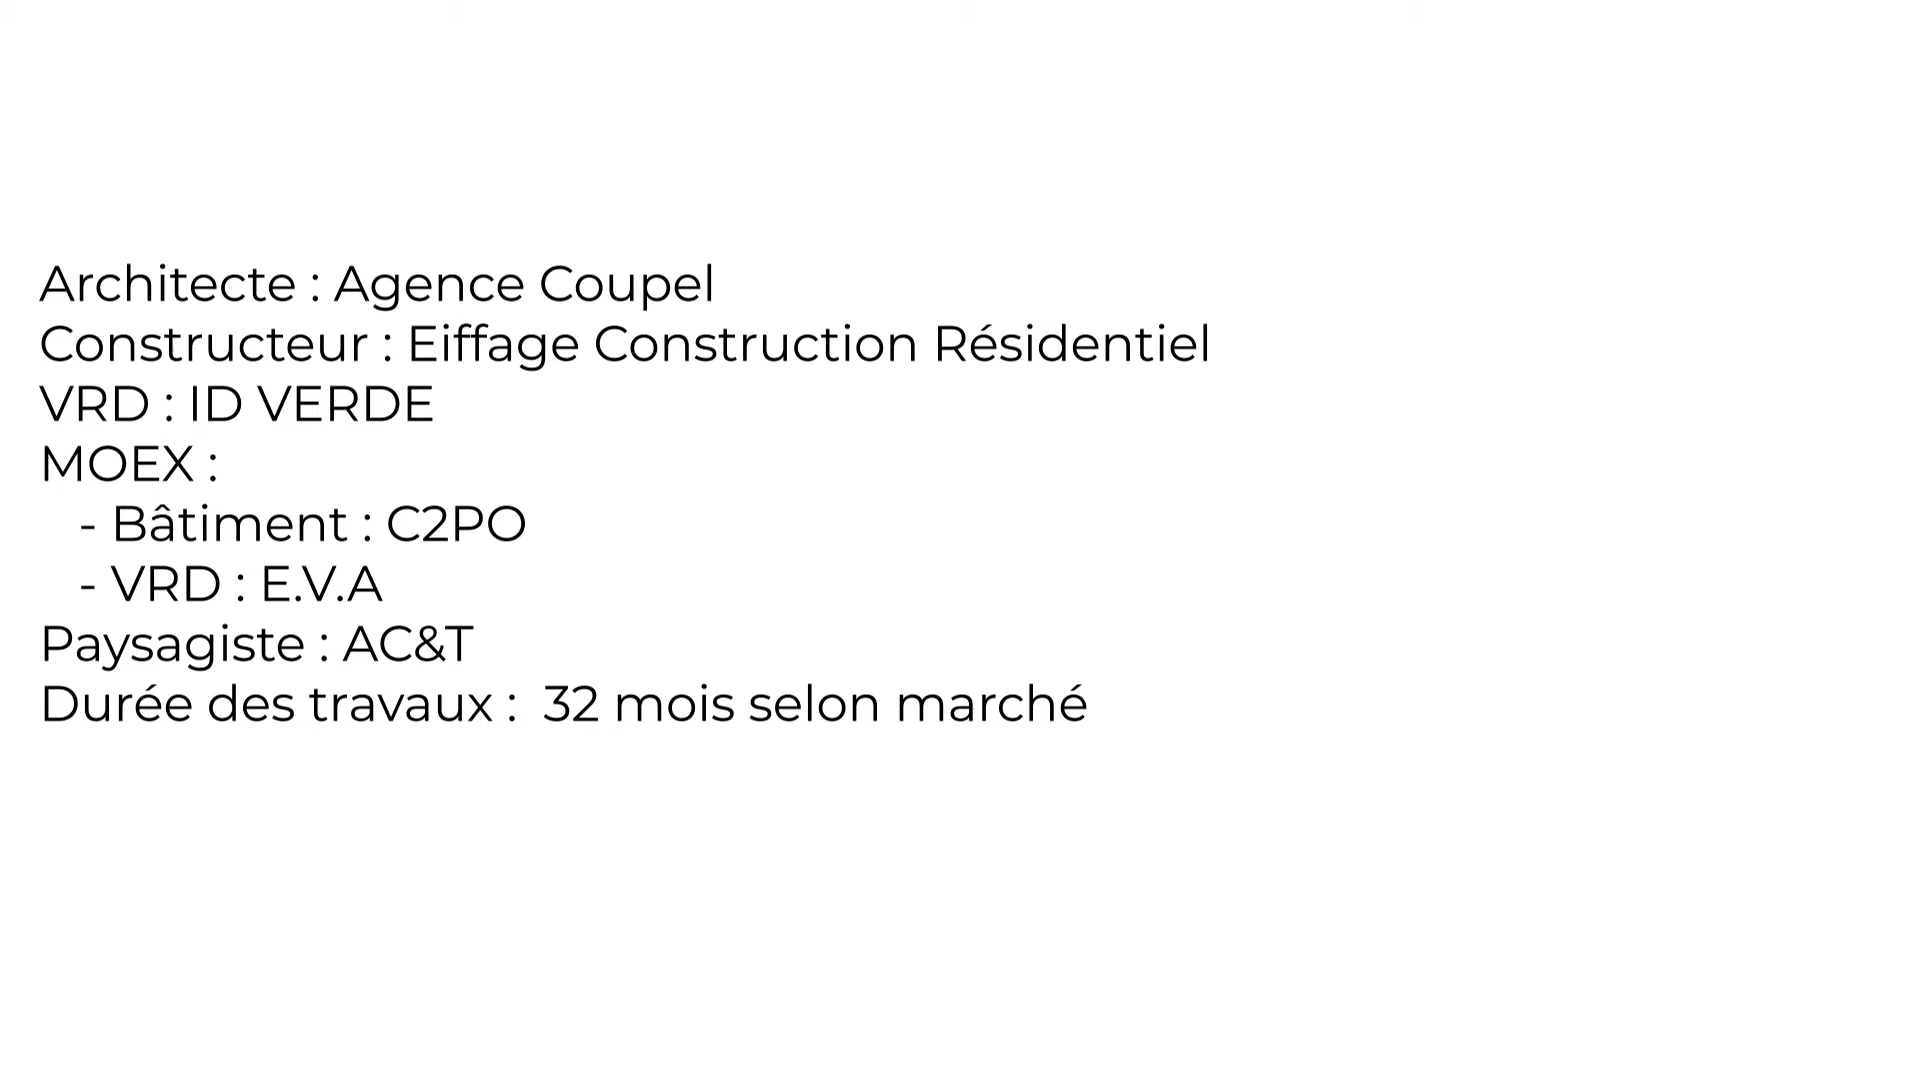 Architecte : Agence Coupel
Constructeur : Eiffage Construction Résidentiel
VRD : ID VERDE
MOEX :
- Bâtiment : C2PO
- VRD : E.V.A
Paysagiste : AC&T
Durée des travaux :  32 mois selon marché